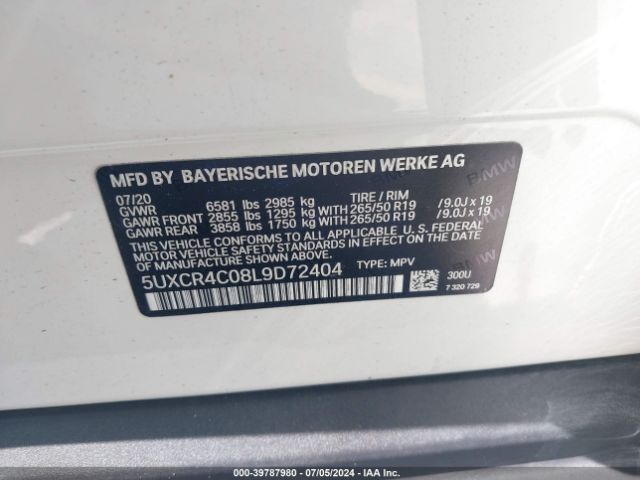 MFD BY BAYERISCHE MOTOREN WERKE AG
07/20
GVWR 6581 lbs 2985 kg TIRE / RIM
GAWR FRONT 2855 lbs 1295 kg WITH 265/50 R19 /9.0J x 19
GAWR REAR 3858 lbs 1750 kg WITH 265/50 R19 /9.0J x 19
THIS VEHICLE CONFORMS TO ALL APPLICABLE U. S. FEDERAL
MOTOR VEHICLE SAFETY STANDARDS IN EFFECT ON THE DATE
OF MANUFACTURE SHOWN ABOVE.
5UXCR4C08L9D72404 TYPE: MPV
300U
7 320 729
BMW
000-39787980 - 07/05/2024 - IAA Inc.